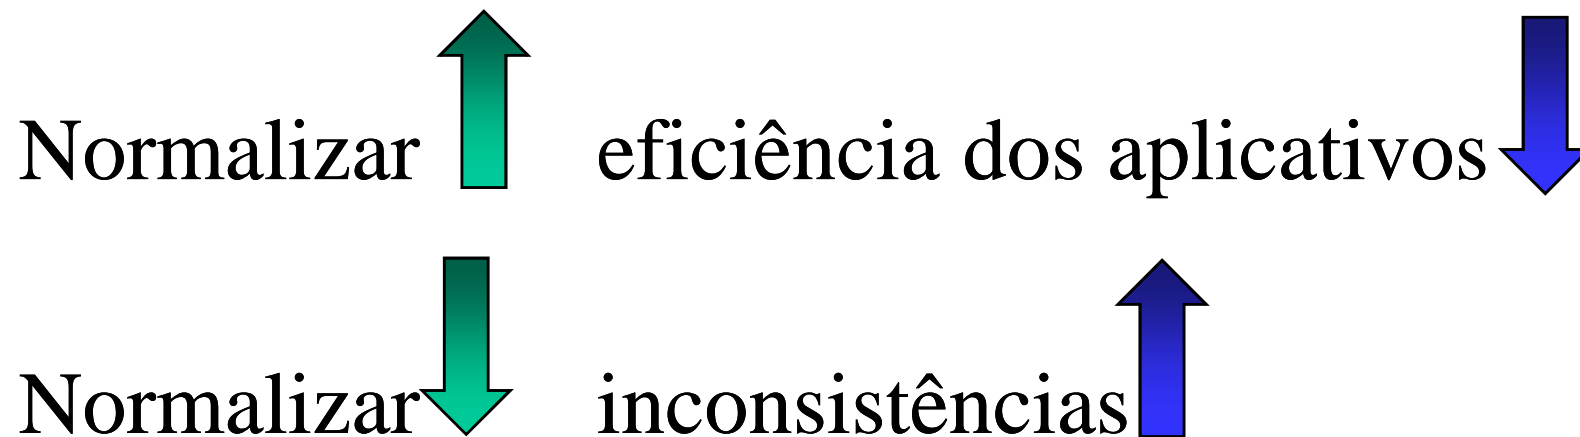 Normalizar eficiência dos aplicativos
Normalizar inconsistências